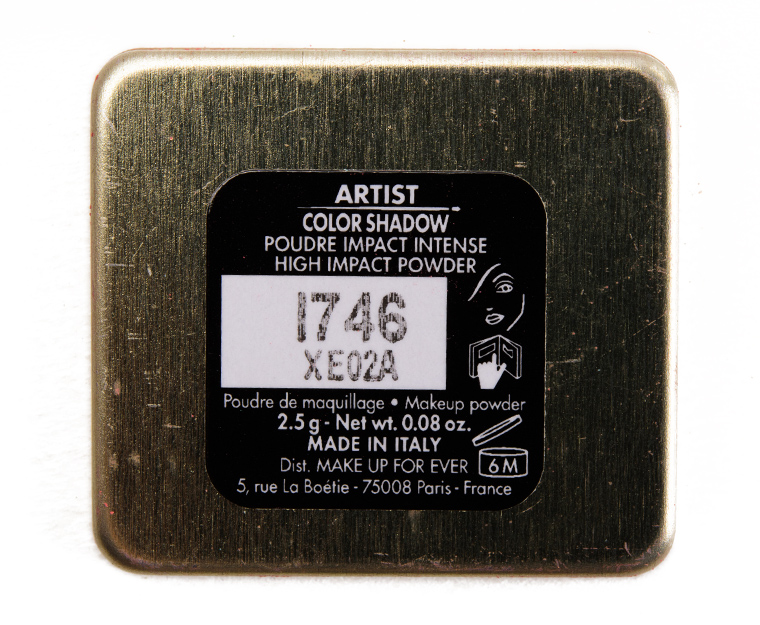 ARTIST
COLOR SHADOW
POUDRE IMPACT INTENSE
HIGH IMPACT POWDER
I746
XE02A
Poudre de maquillage • Makeup powder
2.5 g - Net wt. 0.08 oz.
MADE IN ITALY
Dist. MAKE UP FOR EVER
6M
5, rue La Boétie - 75008 Paris - France